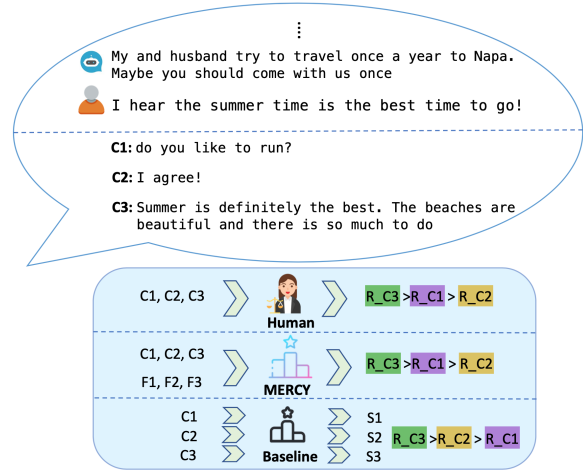 My and husband try to travel once a year to Napa.
Maybe you should come with us once
I hear the summer time is the best time to go!
C1: do you like to run?
C2: I agree!
C3: Summer is definitely the best. The beaches are
beautiful and there is so much to do
C1, C2, C3
Human
R_C3 >R_C1 > R_C2
C1, C2, C3
F1, F2, F3
MERCY
R_C3 >R_C1 > R_C2
C1
C2
C3
Baseline
S1
S2
S3
R_C3 >R_C2 > R_C1